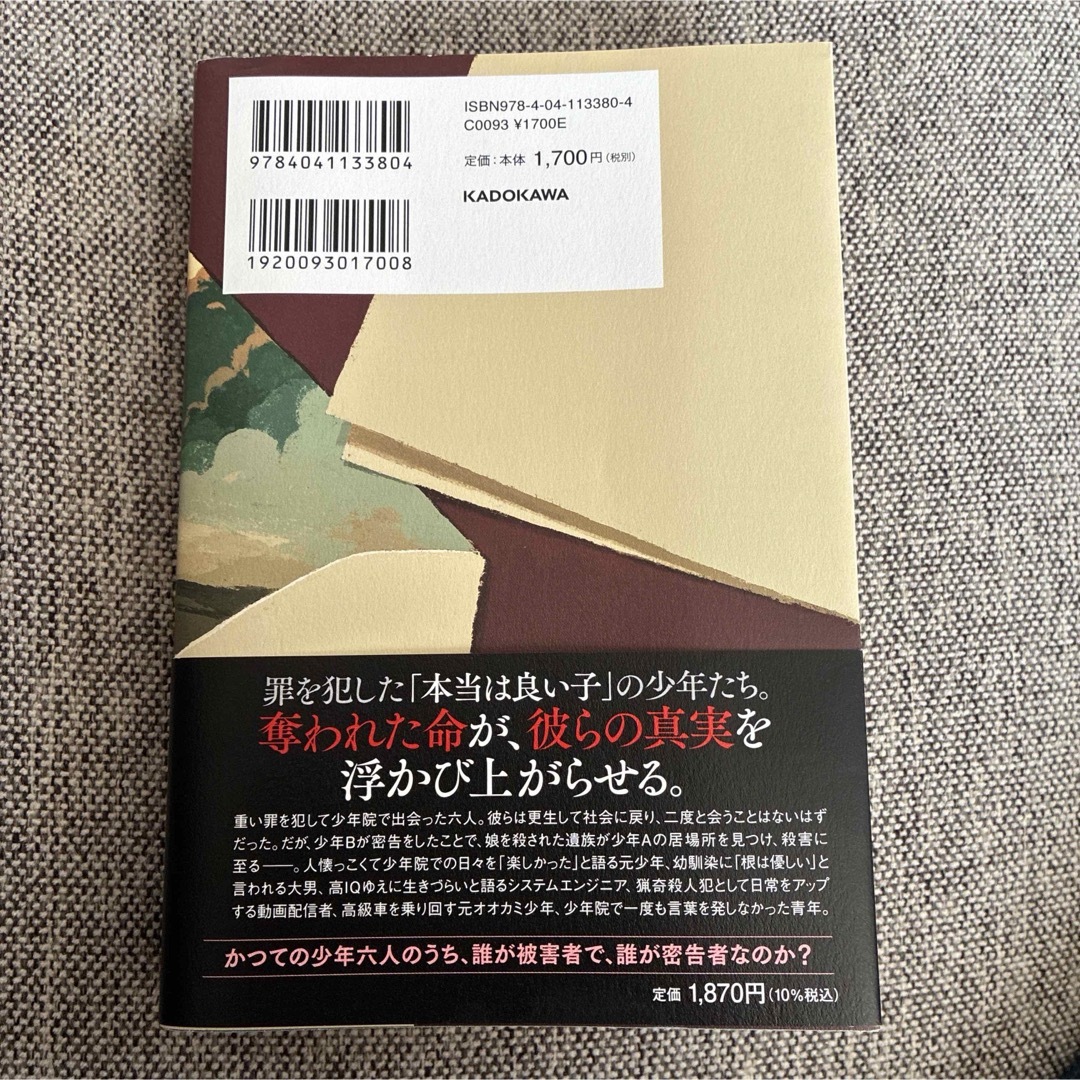 ISBN978-4-04-113380-4
C0093 ¥1700E
9784041133804
定価:本体 1,700円(税別)
KADOKAWA
1920093017008
罪を犯した「本当は良い子」の少年たち。
奪われた命が、彼らの真実を
浮かび上がらせる。
重い罪を犯して少年院で出会った六人。彼らは更生して社会に戻り、二度と会うことはないはず
だった。だが、少年Bが密告をしたことで、娘を殺された遺族が少年Aの居場所を見つけ、殺害に
至る――。人懐っこくて少年院での日々を「楽しかった」と語る元少年、幼馴染に「根は優しい」と
言われる大男、高IQゆえに生きづらいと語るシステムエンジニア、猟奇殺人犯として日常をアップ
する動画配信者、高級車を乗り回す元オオカミ少年、少年院で一度も言葉を発しなかった青年。
かつての少年六人のうち、誰が被害者で、誰が密告者なのか?
定価 1,870円(10%税込)